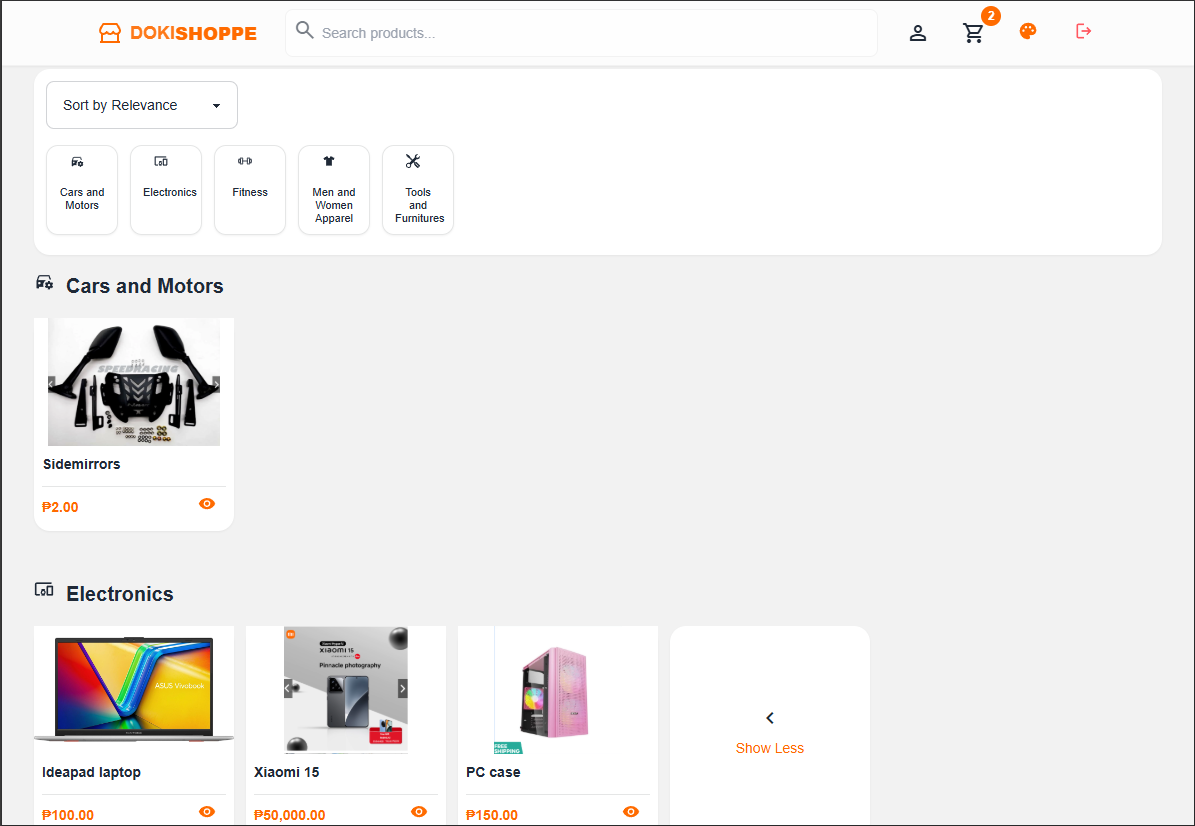 DOKISHOPPE
Search products...
2
Sort by Relevance
Cars and
Motors
Electronics
Fitness
Men and
Women
Apparel
Tools
and
Furnitures
Cars and Motors
SPEEDRACING
Sidemirrors
₱2.00
Electronics
ASUS Vivobook
Ideapad laptop
₱100.00
xiaomi 15
Pinnacle photography
Xiaomi 15
₱50,000.00
FREE
SHIPPING
PC case
₱150.00
Show Less